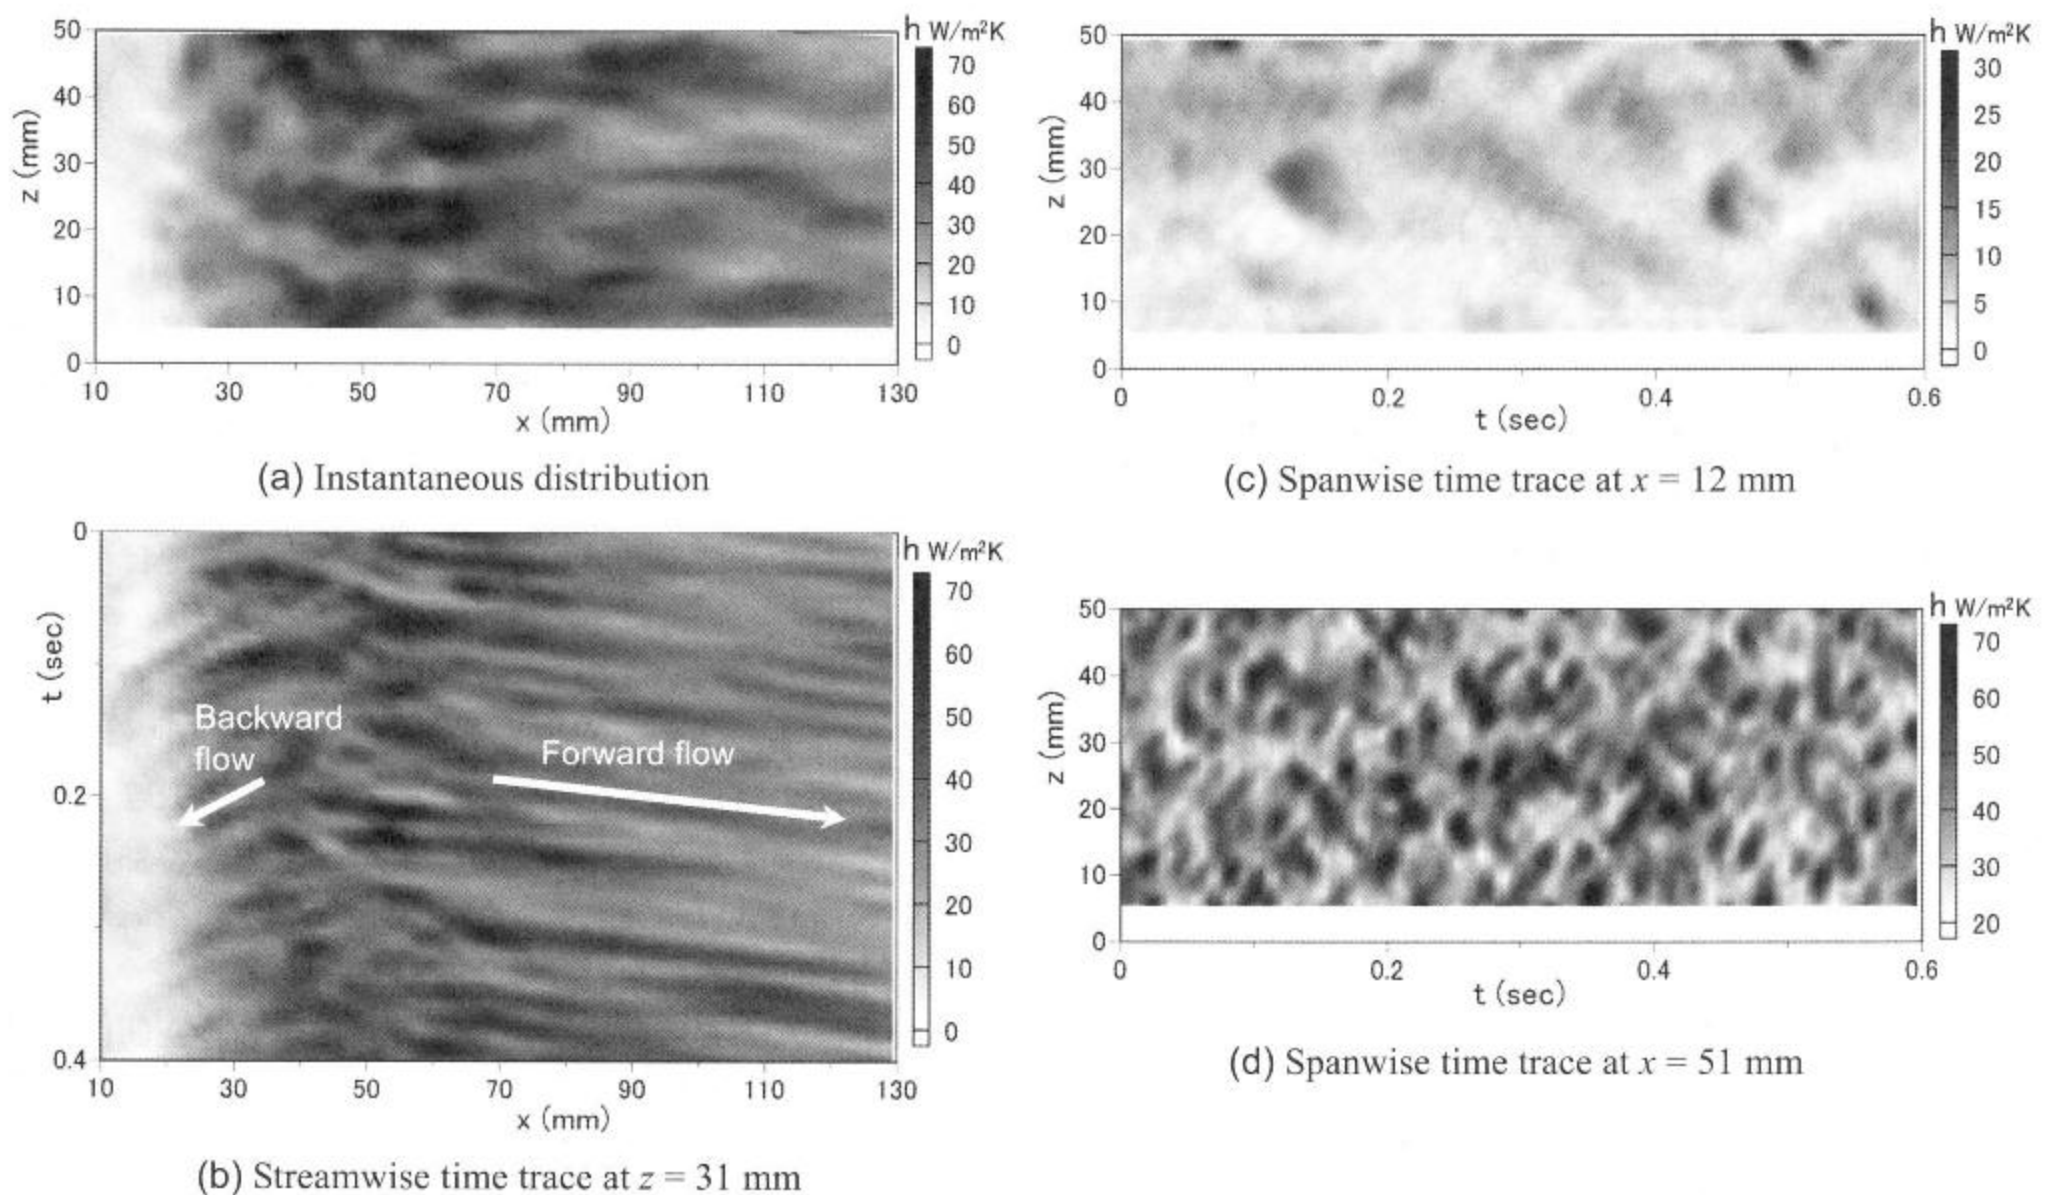 h W/m²K
50
40
30
20
10
0
z (mm)
70
60
50
40
30
20
10
0
10 30 50 70 90 110 130
x (mm)
(a) Instantaneous distribution
h W/m²K
50
40
30
20
10
0
z (mm)
30
25
20
15
10
5
0
0 0.2 0.4 0.6
t (sec)
(c) Spanwise time trace at x = 12 mm
h W/m²K
0
0.2
0.4
t (sec)
Backward
flow
Forward flow
70
60
50
40
30
20
10
0
10 30 50 70 90 110 130
x (mm)
(b) Streamwise time trace at z = 31 mm
h W/m²K
50
40
30
20
10
0
z (mm)
70
60
50
40
30
20
0 0.2 0.4 0.6
t (sec)
(d) Spanwise time trace at x = 51 mm